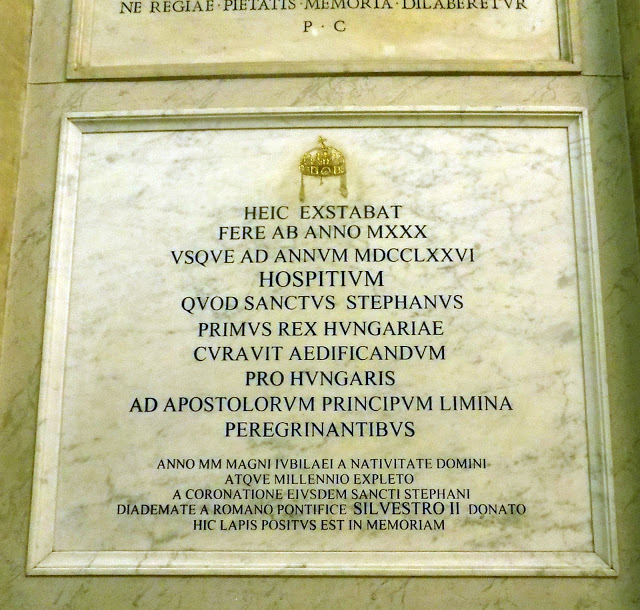 NE REGIAE · PIETATIS · MEMORIA · DILABERETVR
P · C
HEIC EXSTABAT
FERE AB ANNO MXXX
VSQVE AD ANNVM MDCCLXXVI
HOSPITIVM
QVOD SANCTVS STEPHANVS
PRIMVS REX HVNGARIAE
CVRAVIT AEDIFICANDVM
PRO HVNGARIS
AD APOSTOLORVM PRINCIPVM LIMINA
PEREGRINANTIBVS
ANNO MM MAGNI IVBILAEI A NATIVITATE DOMINI
ATQVE MILLENNIO EXPLETO
A CORONATIONE EIVSDEM SANCTI STEPHANI
DIADEMATE A ROMANO PONTIFICE SILVESTRO II DONATO
HIC LAPIS POSITVS EST IN MEMORIAM